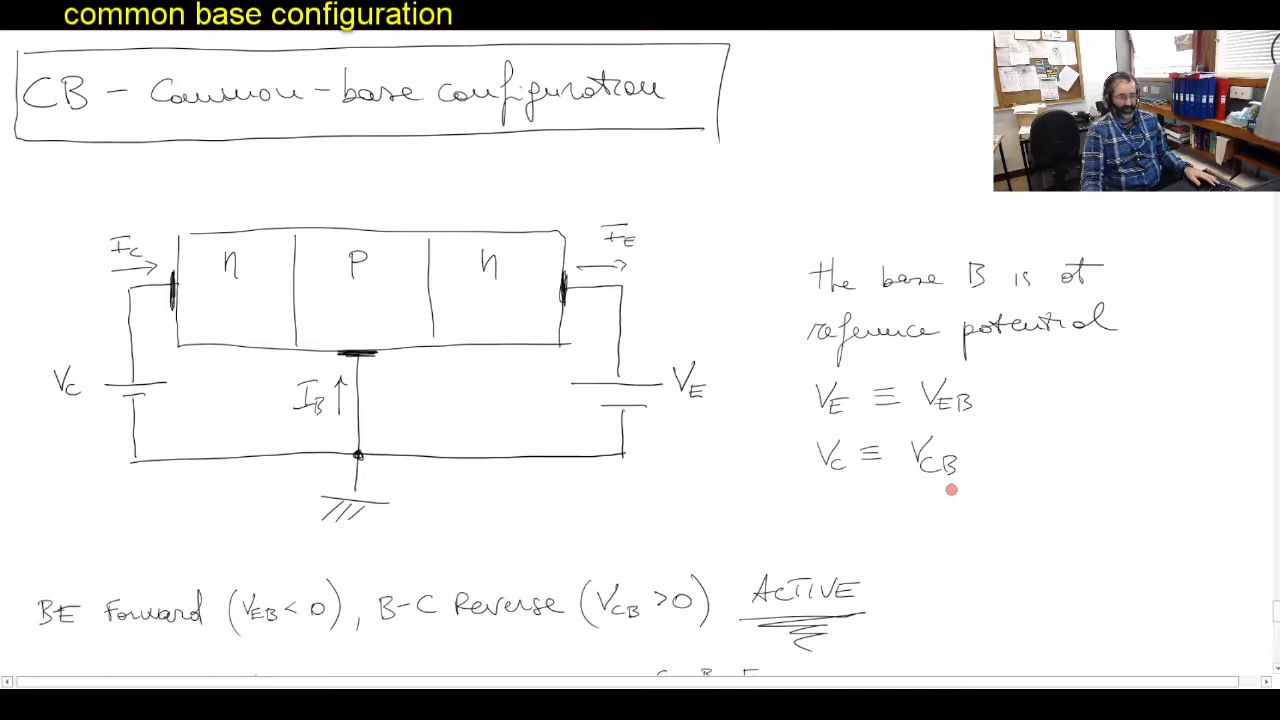 common base configuration
CB - Common-base configuration
IC
n
P
n
IE
VC
IB
VE
the base B is at
reference potential
VE ≡ VEB
VC ≡ VCB
BE Forward (VEB < 0), B-C Reverse (VCB > 0) ACTIVE